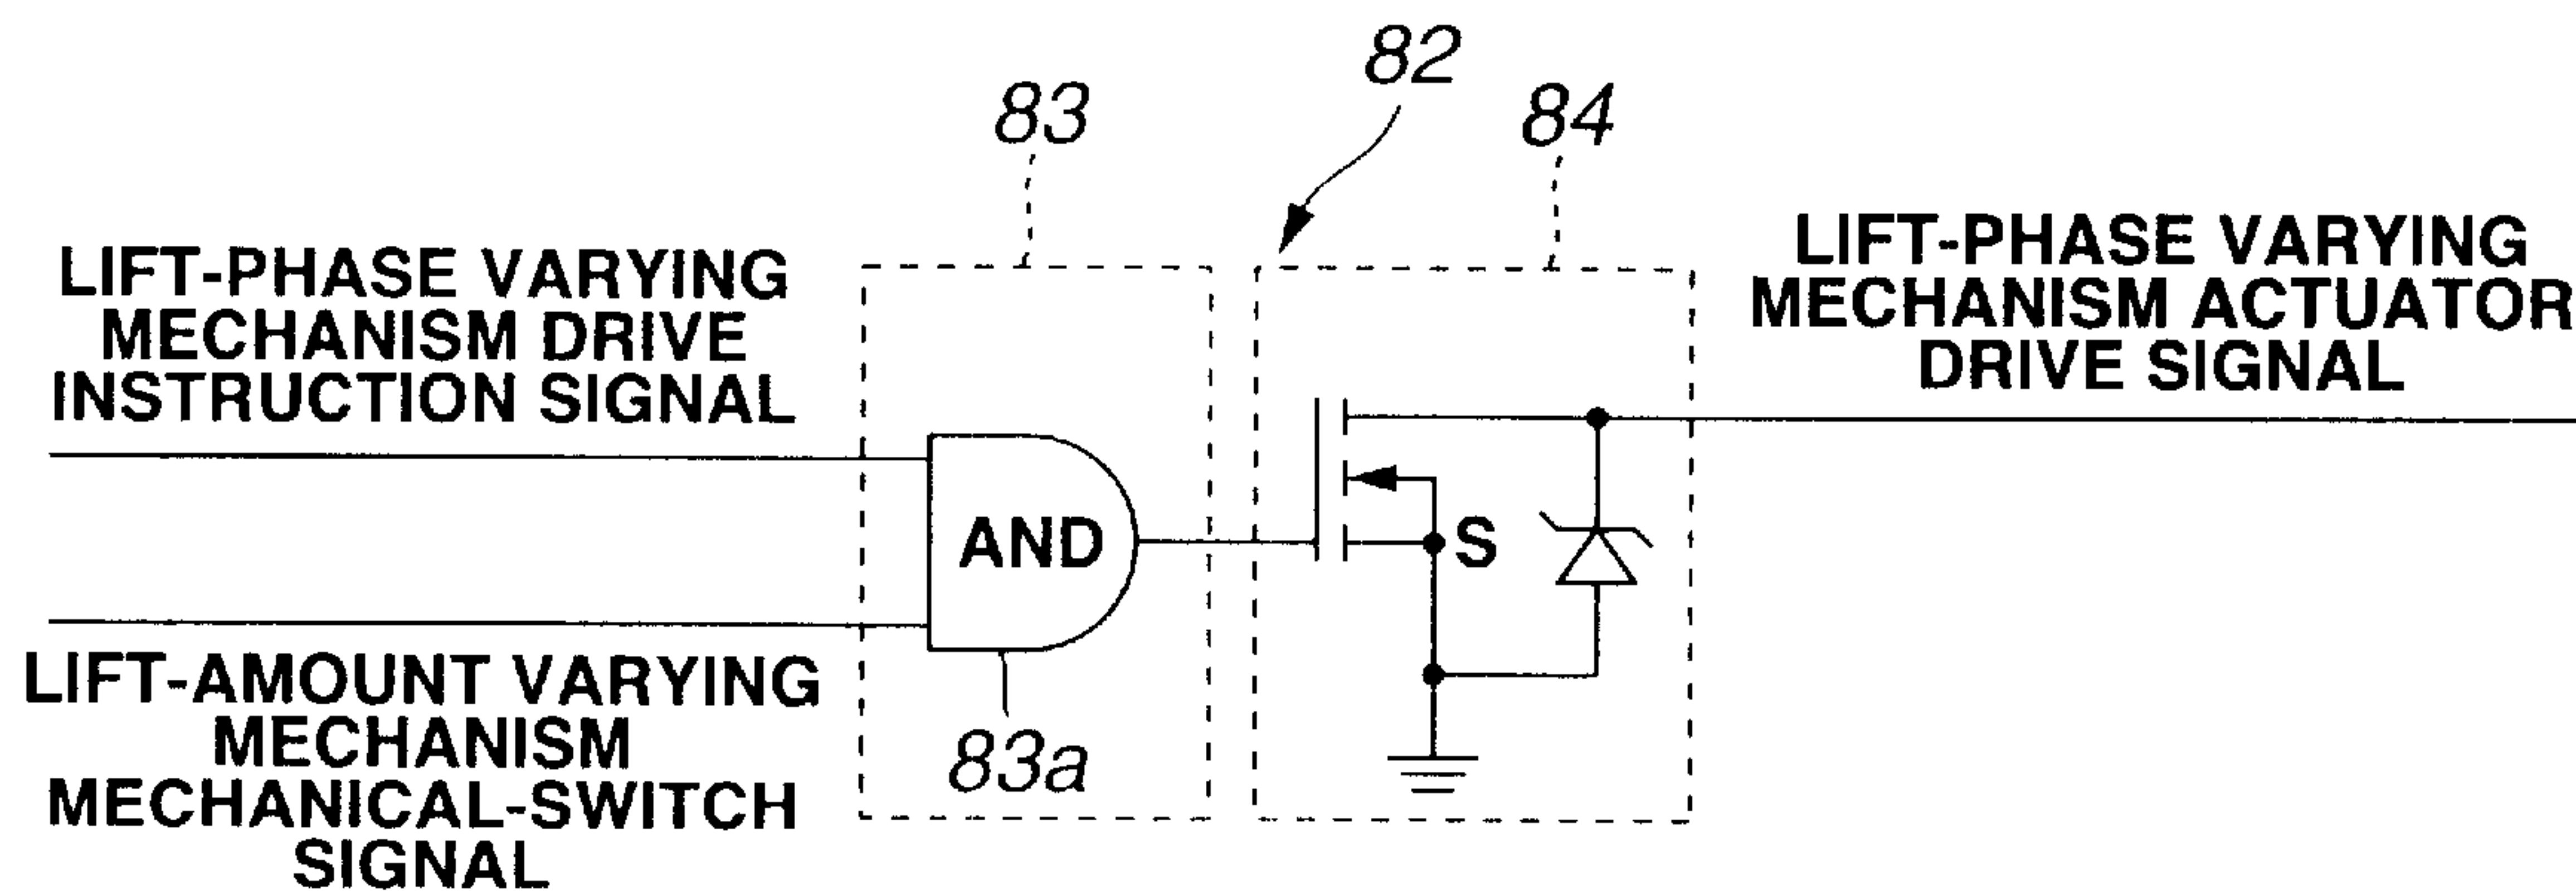 82
83
84
LIFT-PHASE VARYING
MECHANISM DRIVE
INSTRUCTION SIGNAL
LIFT-PHASE VARYING
MECHANISM ACTUATOR
DRIVE SIGNAL
AND
S
LIFT-AMOUNT VARYING
MECHANISM
MECHANICAL-SWITCH
SIGNAL
83a